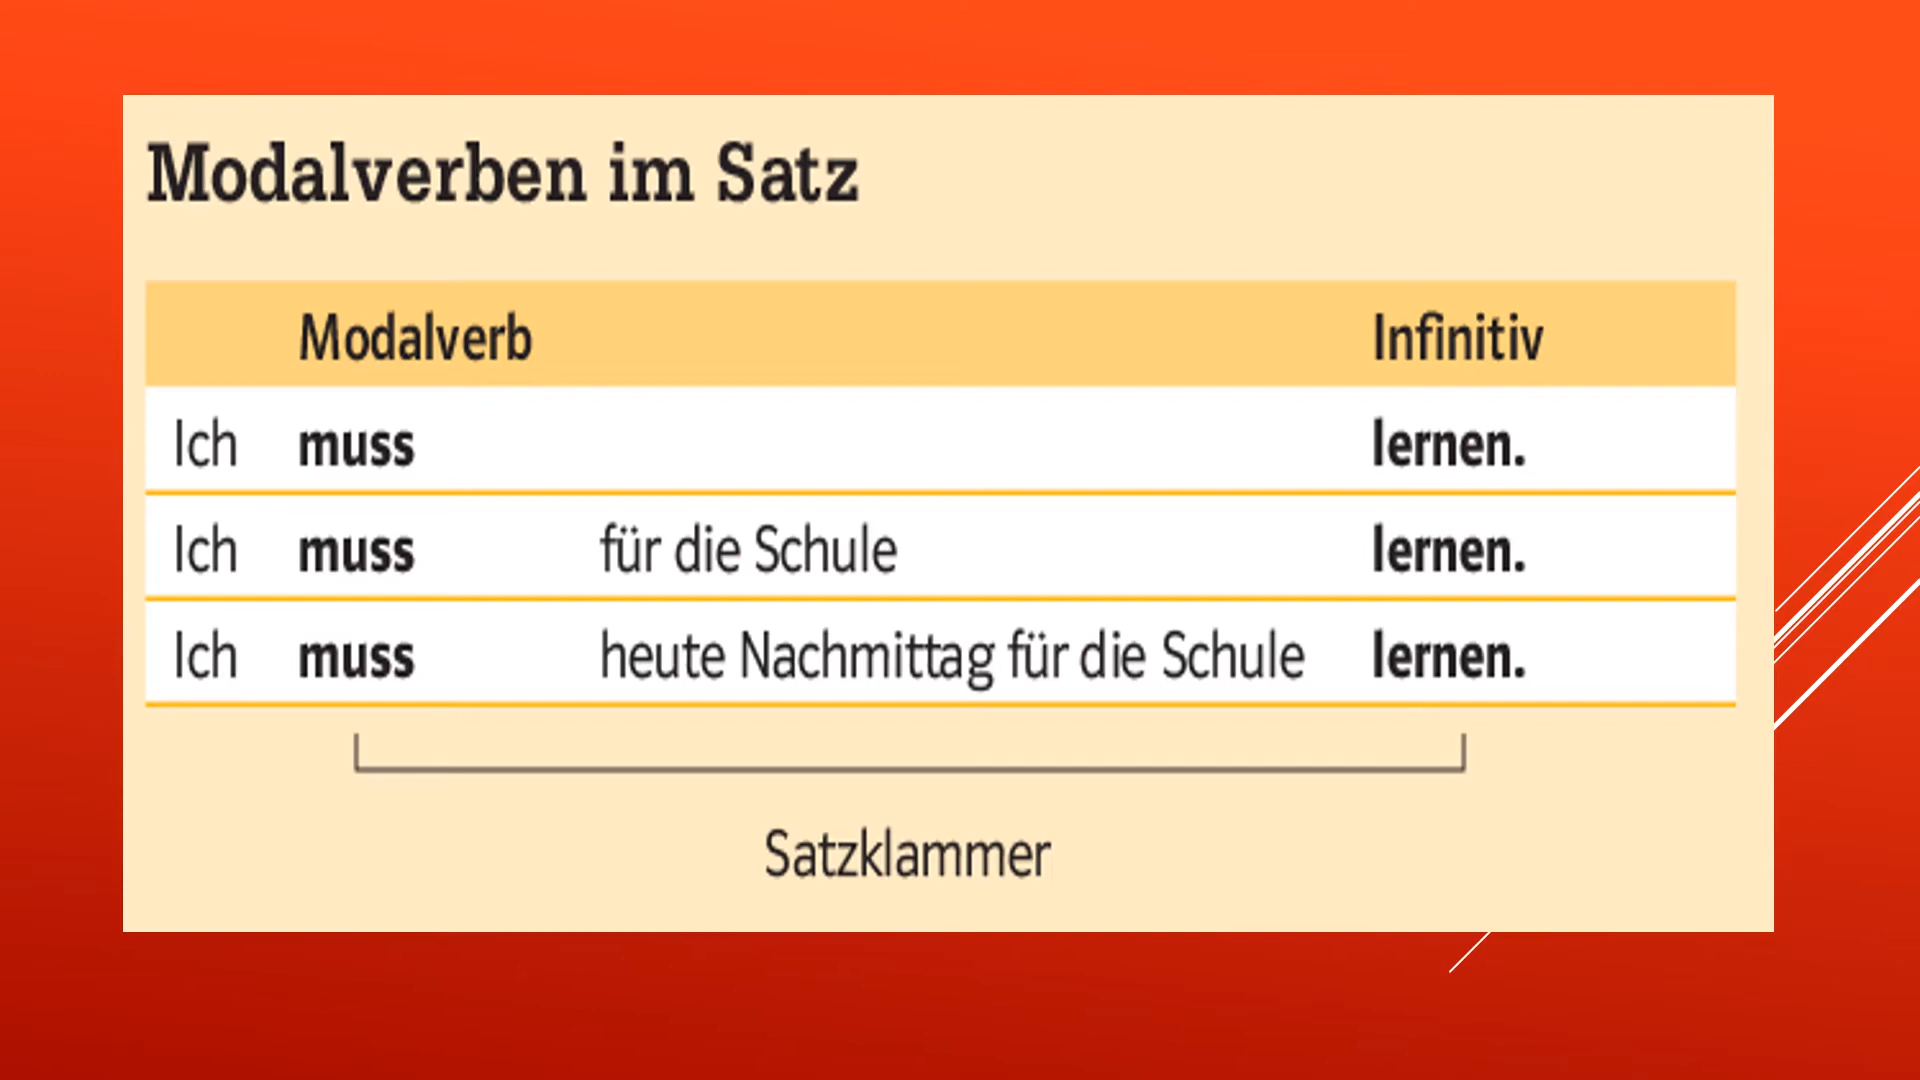 Modalverben im Satz
Modalverb Infinitiv
Ich muss lernen.
Ich muss für die Schule lernen.
Ich muss heute Nachmittag für die Schule lernen.
Satzklammer